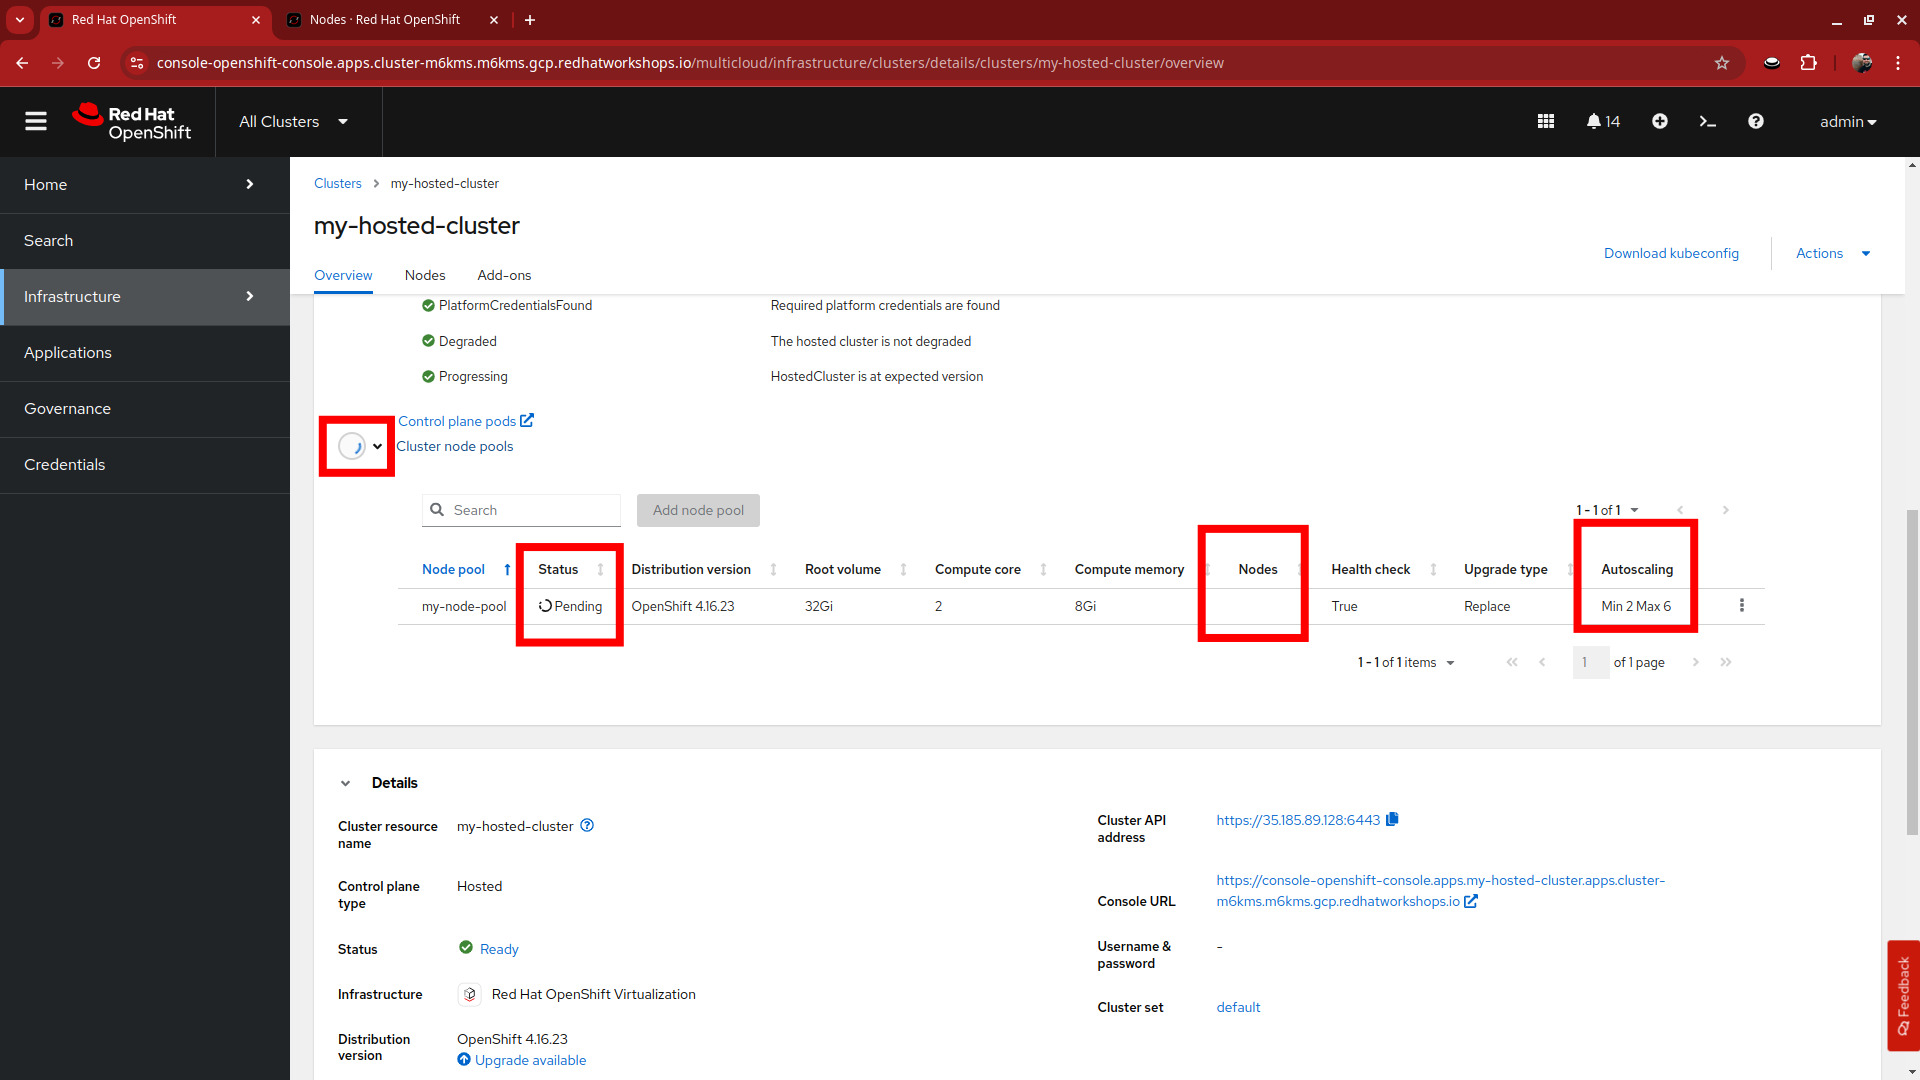 Red Hat OpenShift
Nodes · Red Hat OpenShift
console-openshift-console.apps.cluster-m6kms.m6kms.gcp.redhatworkshops.io/multicloud/infrastructure/clusters/details/clusters/my-hosted-cluster/overview
Red Hat
OpenShift
All Clusters
14
admin
Home
Search
Infrastructure
Applications
Governance
Credentials
Clusters > my-hosted-cluster
my-hosted-cluster
Download kubeconfig
Actions
Overview Nodes Add-ons
PlatformCredentialsFound Required platform credentials are found
Degraded The hosted cluster is not degraded
Progressing HostedCluster is at expected version
Control plane pods
Cluster node pools
Search
Add node pool
1 - 1 of 1
Node pool Status Distribution version Root volume Compute core Compute memory Nodes Health check Upgrade type Autoscaling
my-node-pool Pending OpenShift 4.16.23 32Gi 2 8Gi True Replace Min 2 Max 6
1 - 1 of 1 items
1 of 1 page
Details
Cluster resource
name
my-hosted-cluster
Control plane
type
Hosted
Status
Ready
Infrastructure
Red Hat OpenShift Virtualization
Distribution
version
OpenShift 4.16.23
Upgrade available
Cluster API
address
https://35.185.89.128:6443
Console URL
https://console-openshift-console.apps.my-hosted-cluster.apps.cluster-
m6kms.m6kms.gcp.redhatworkshops.io
Username &
password
-
Cluster set
default
Feedback